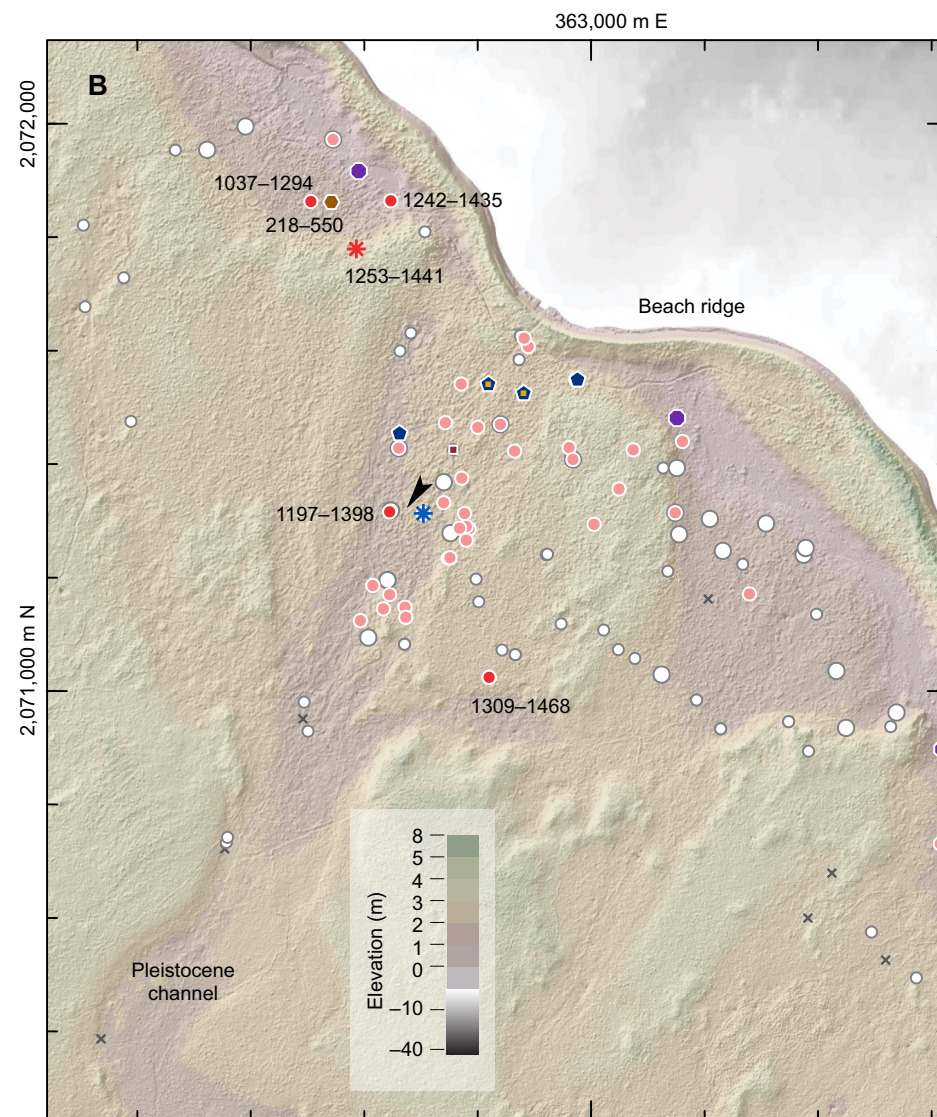 363,000 m E
B
2,072,000
1037–1294
1242–1435
218–550
1253–1441
Beach ridge
1197–1398
2,071,000 m N
1309–1468
Elevation (m)
8
5
4
3
2
1
0
–10
–40
Pleistocene
channel